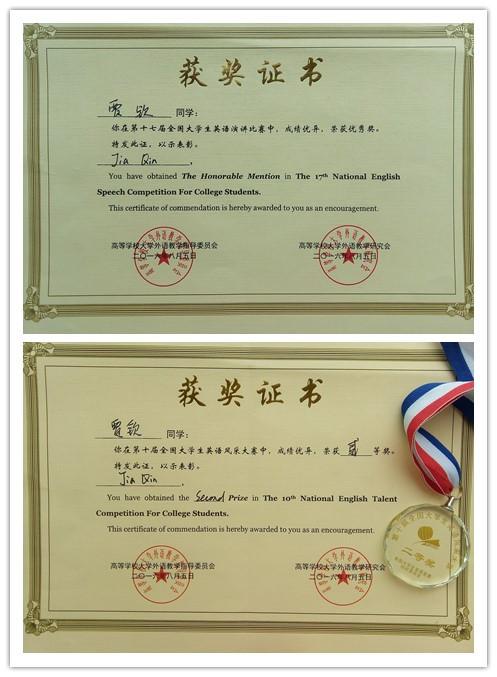 获奖证书
贾钦 同学：
你在第十七届全国大学生英语演讲比赛中，成绩优异，荣获优秀奖。
特发此证，以示表彰。
Jia Qin ,
You have obtained The Honorable Mention in The 17th National English
Speech Competition For College Students.
This certificate of commendation is hereby awarded to you as an encouragement.
高等学校大学外语教学指导委员会 高等学校大学外语教学研究会
二〇一六年八月五日 二〇一六年八月五日
获奖证书
贾钦 同学：
你在第十届全国大学生英语风采大赛中，成绩优异，荣获 贰 等奖。
特发此证，以示表彰。
Jia Qin ,
You have obtained the Second Prize in The 10th National English Talent
Competition For College Students.
This certificate of commendation is hereby awarded to you as an encouragement.
高等学校大学外语教学指导委员会 高等学校大学外语教学研究会
二〇一六年八月五日 二〇一六年八月五日
二等奖